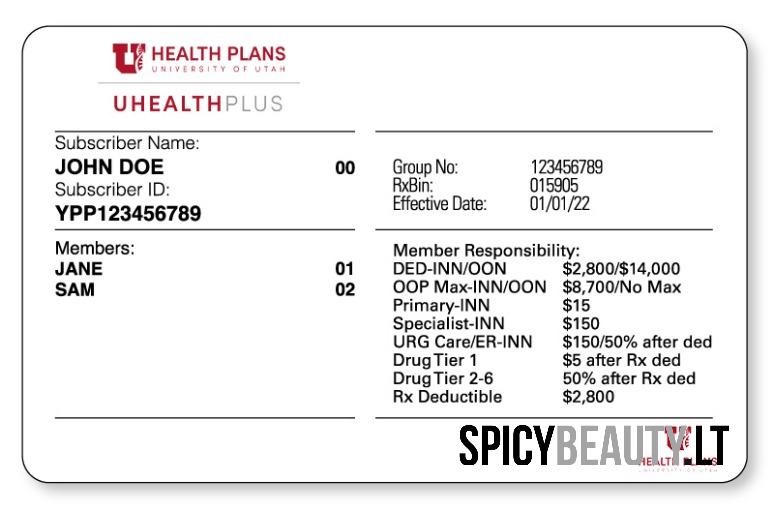 HEALTH PLANS
UNIVERSITY OF UTAH
UHEALTHPLUS
Subscriber Name:
JOHN DOE 00
Subscriber ID:
YPP123456789
Group No: 123456789
RxBin: 015905
Effective Date: 01/01/22
Members:
JANE 01
SAM 02
Member Responsibility:
DED-INN/OON $2,800/$14,000
OOP Max-INN/OON $8,700/No Max
Primary-INN $15
Specialist-INN $150
URG Care/ER-INN $150/50% after ded
Drug Tier 1 $5 after Rx ded
Drug Tier 2-6 50% after Rx ded
Rx Deductible $2,800
SPICYBEAUTY.LT
HEALTH PLANS